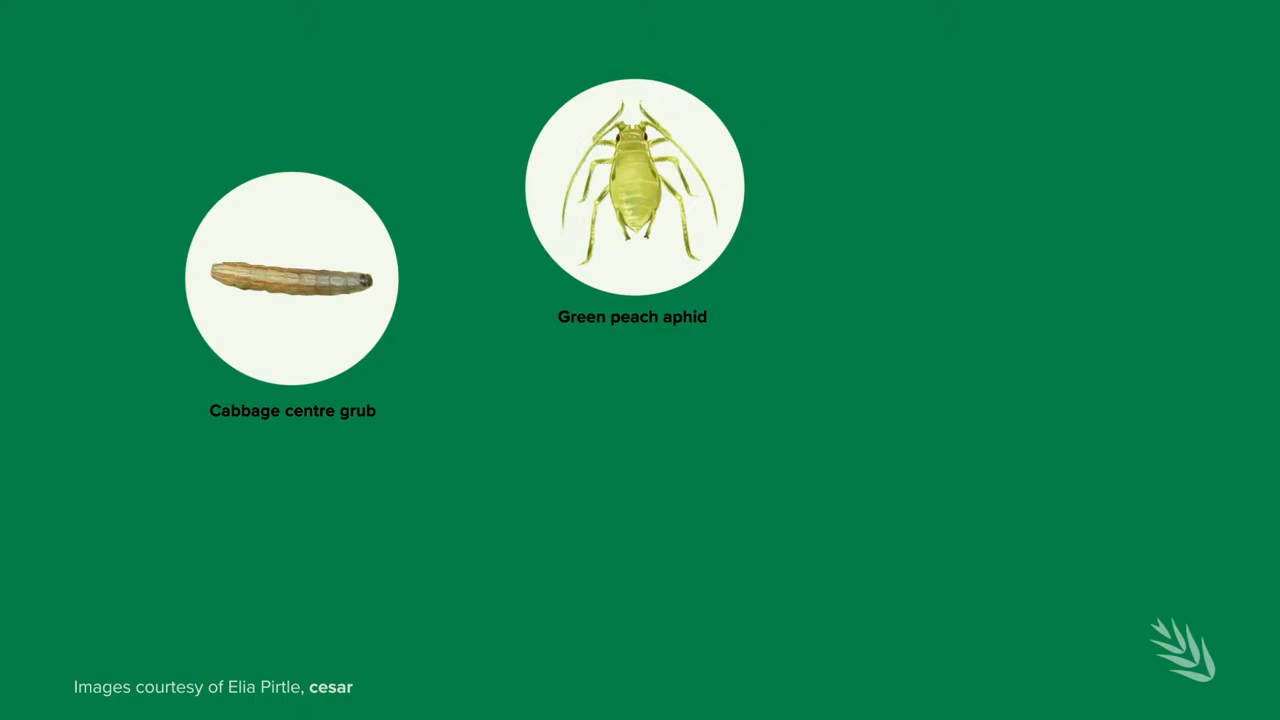 Green peach aphid
Cabbage centre grub
Images courtesy of Elia Pirtle, cesar